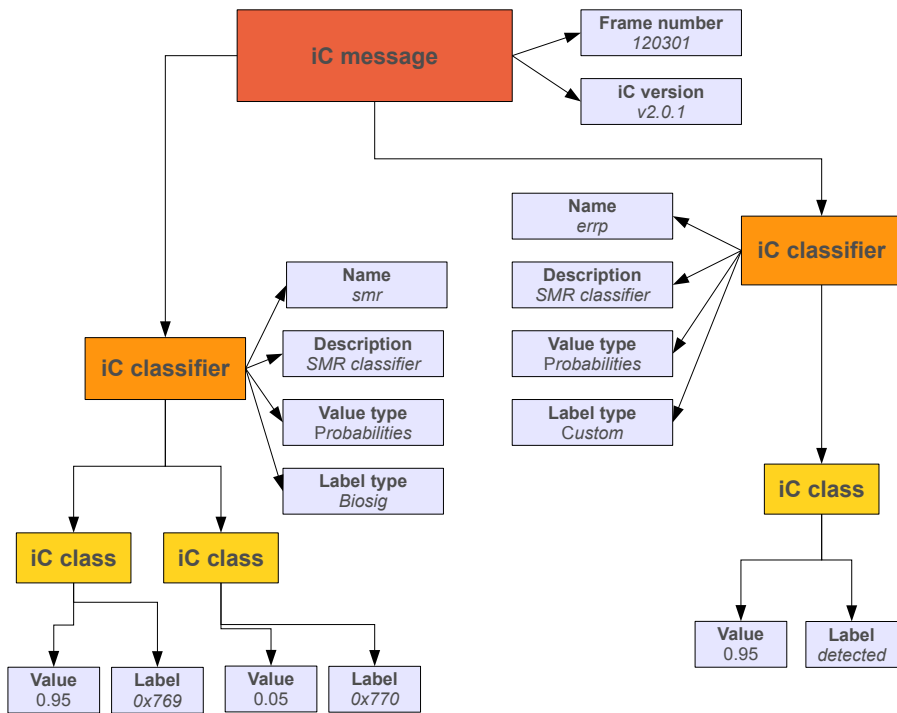 iC message
Frame number
120301
iC version
v2.0.1
iC classifier
Name
smr
Description
SMR classifier
Value type
Probabilities
Label type
Biosig
iC class
Value
0.95
Label
0x769
iC class
Value
0.05
Label
0x770
iC classifier
Name
errp
Description
SMR classifier
Value type
Probabilities
Label type
Custom
iC class
Value
0.95
Label
detected